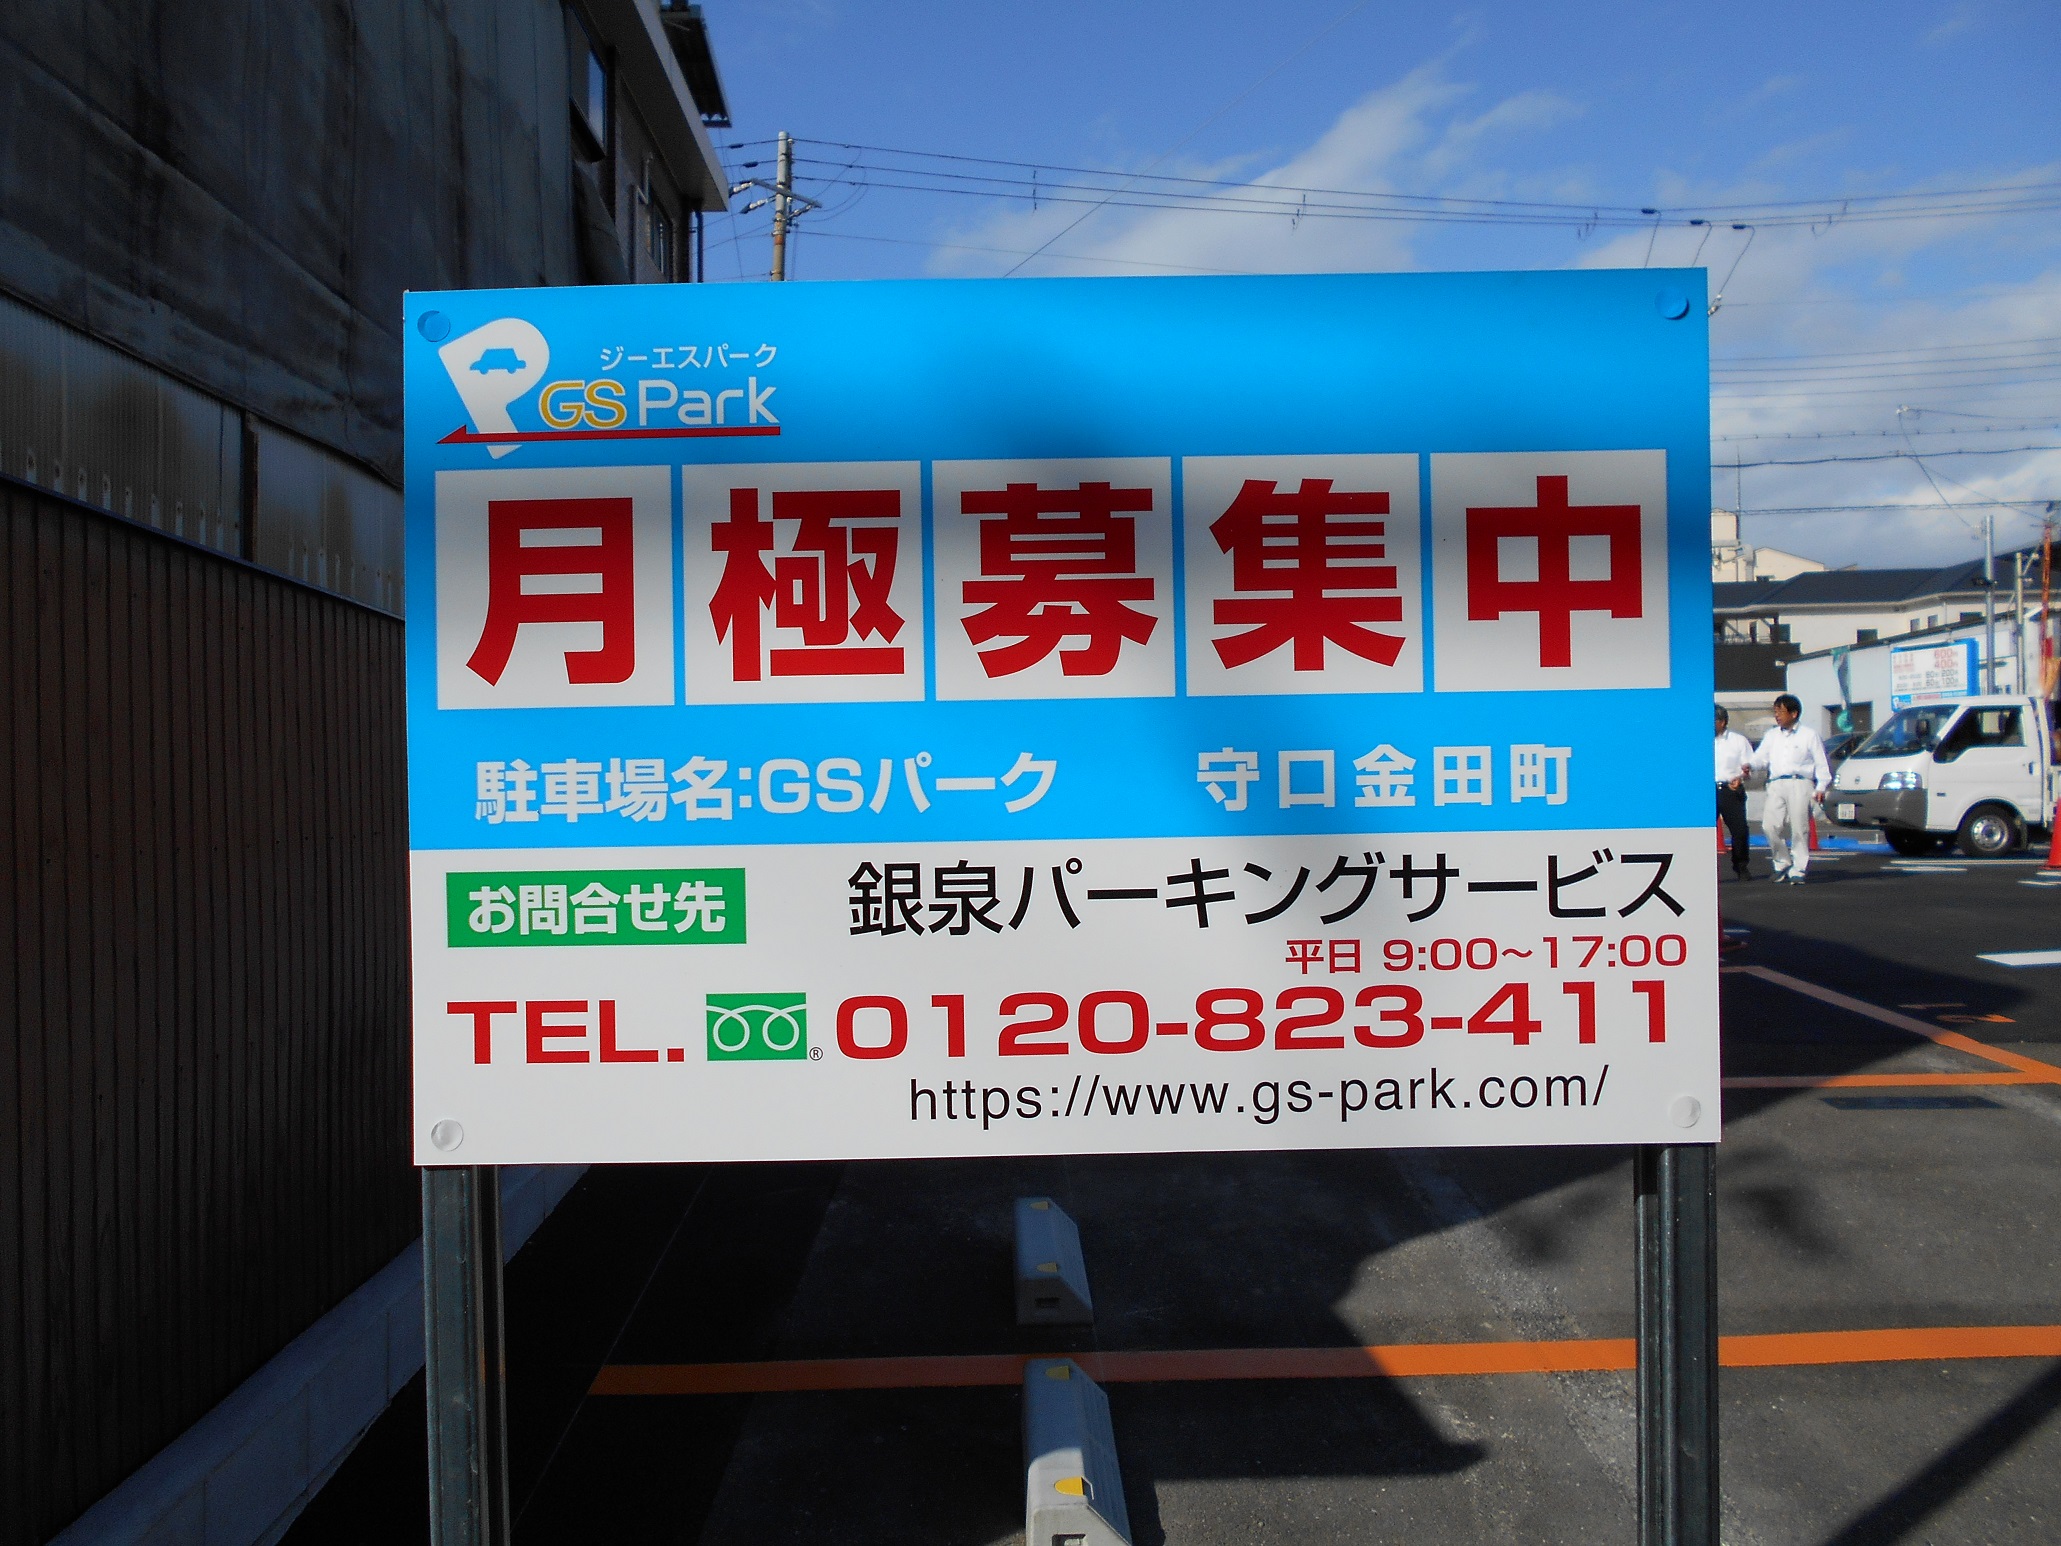 ジーエスパーク
GS Park
月極募集中
駐車場名:GSパーク 守口金田町
お問合せ先 銀泉パーキングサービス
平日 9:00～17:00
TEL. 0120-823-411
https://www.gs-park.com/